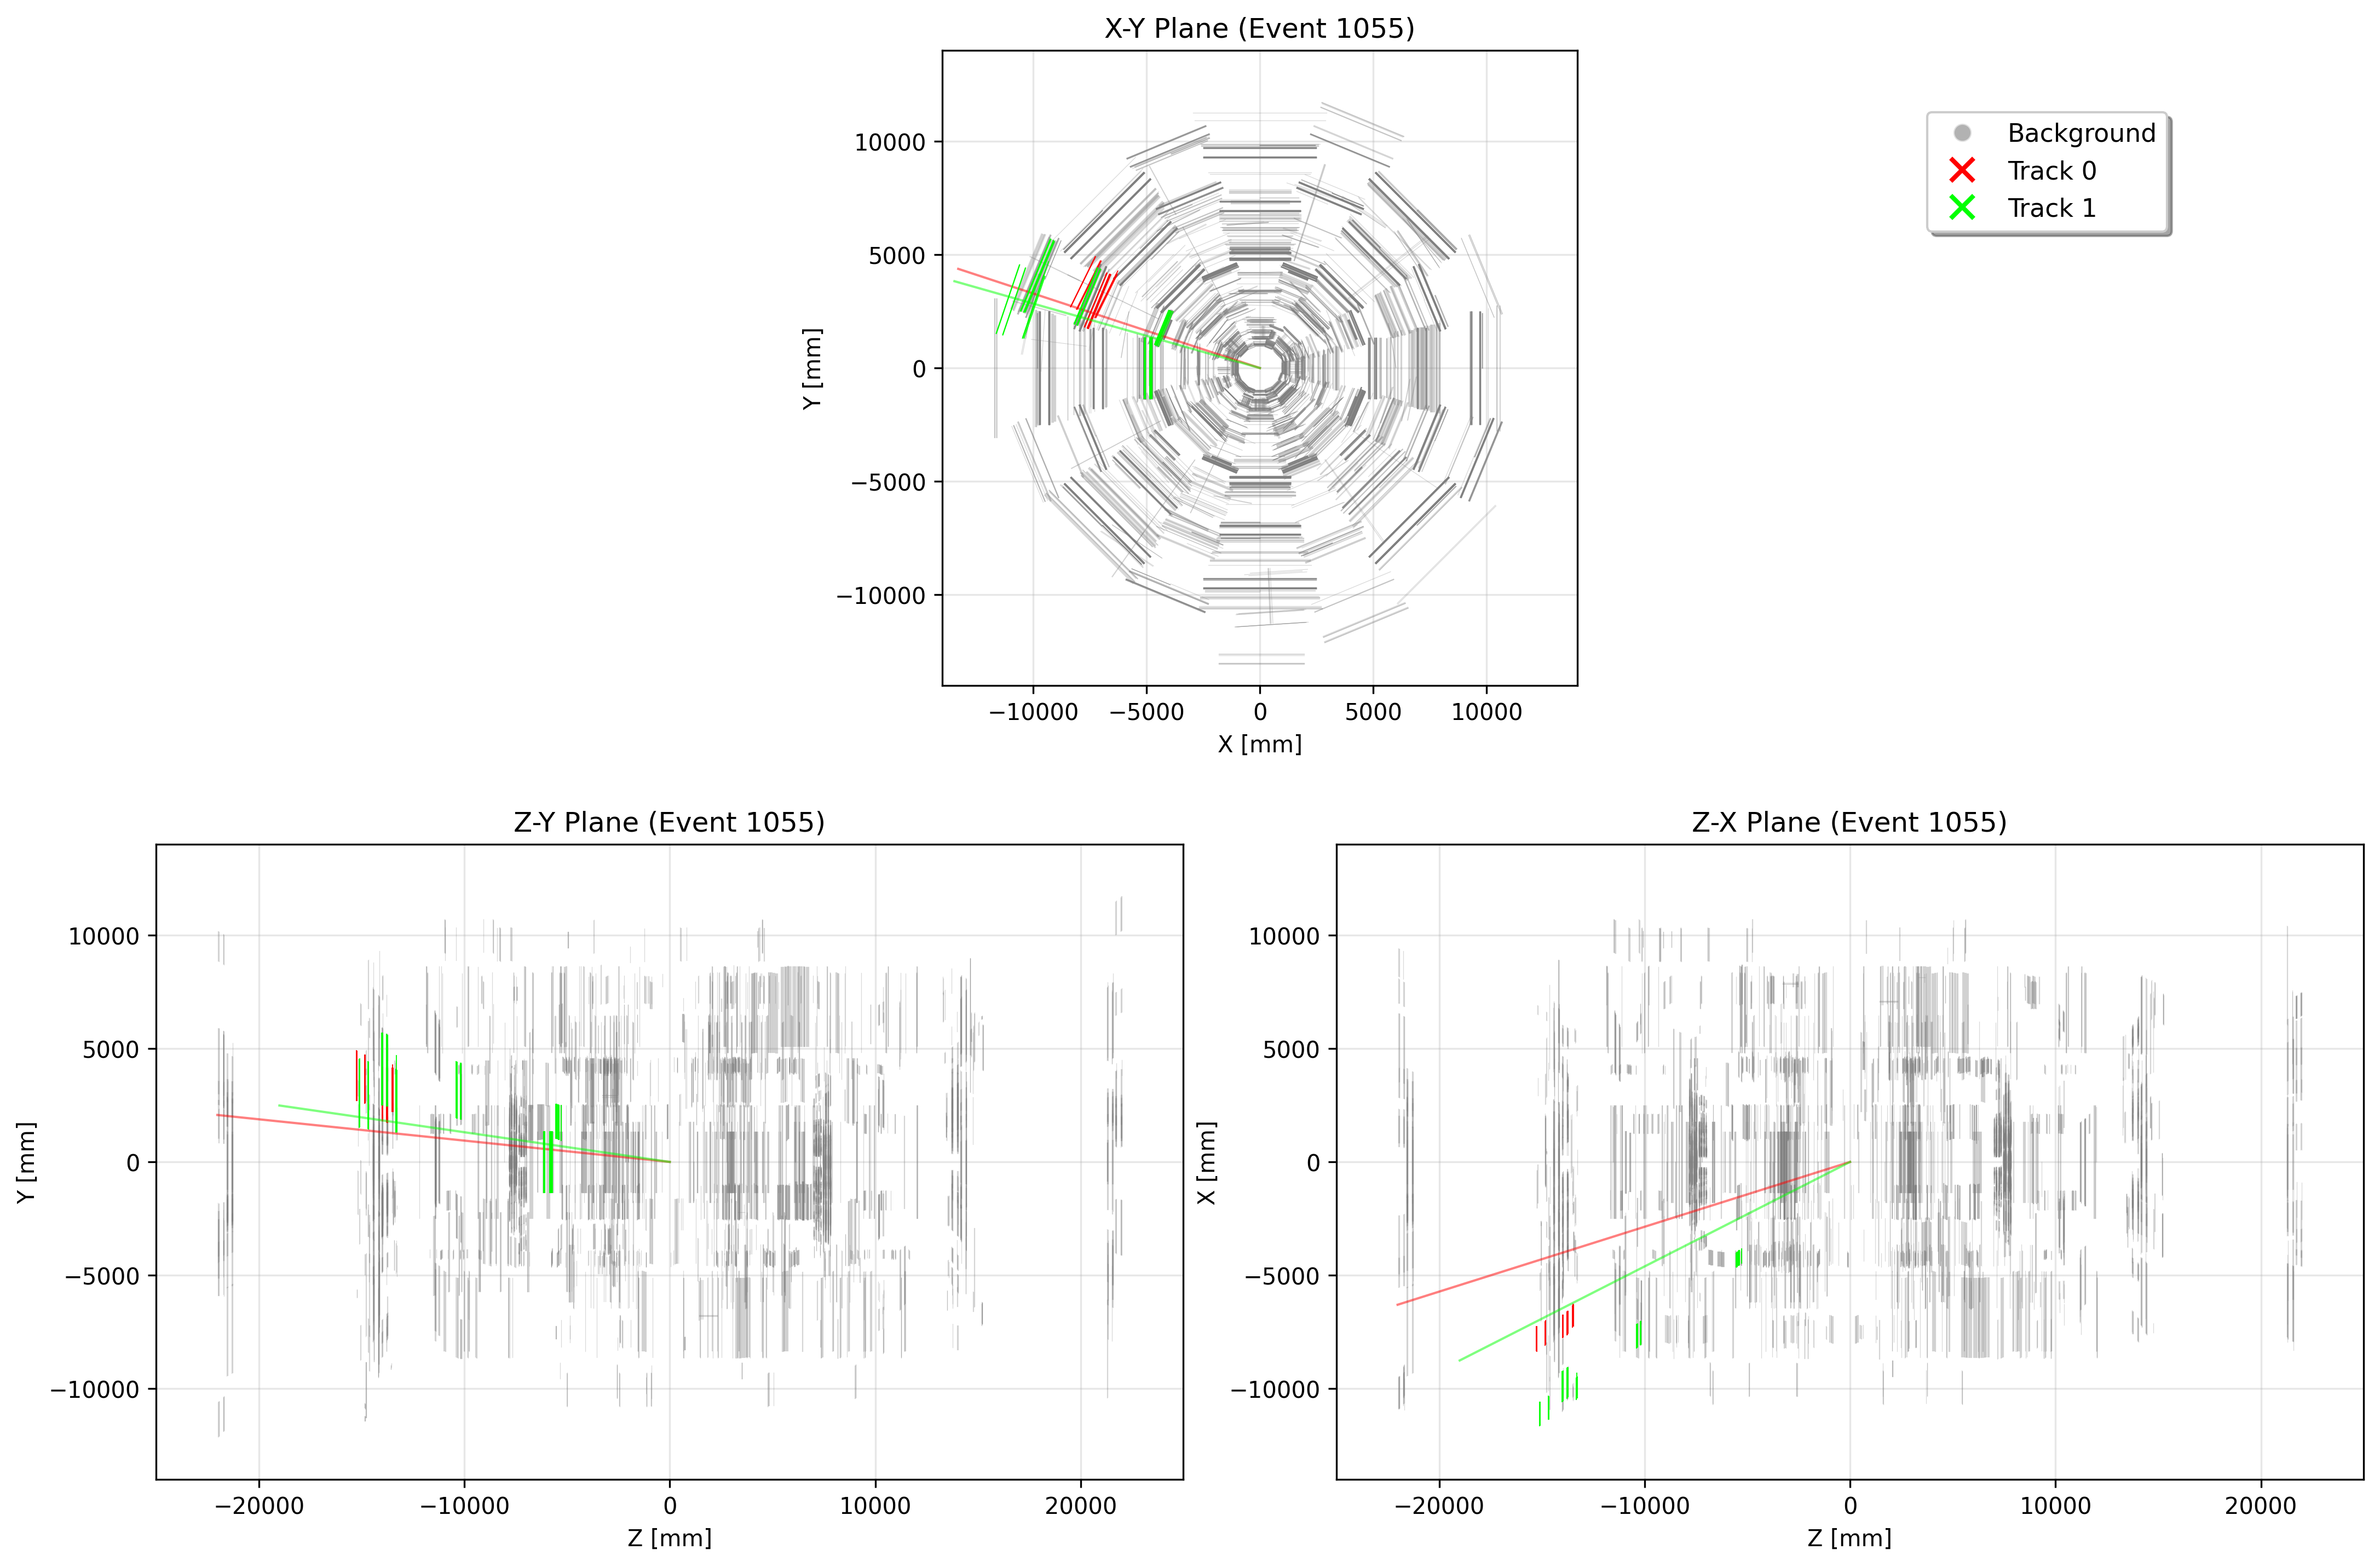 X-Y Plane (Event 1055)
Background
Track 0
Track 1
Y [mm]
10000
5000
0
−5000
−10000
−10000 −5000 0 5000 10000
X [mm]
Z-Y Plane (Event 1055)
Y [mm]
10000
5000
0
−5000
−10000
−20000 −10000 0 10000 20000
Z [mm]
Z-X Plane (Event 1055)
X [mm]
10000
5000
0
−5000
−10000
−20000 −10000 0 10000 20000
Z [mm]